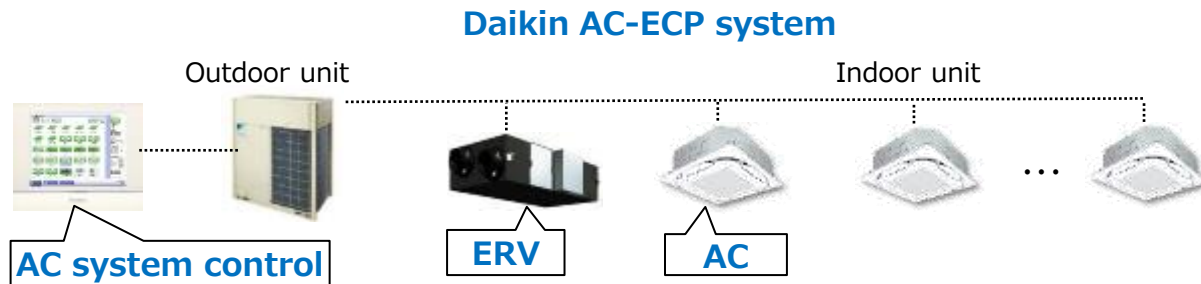 Daikin AC-ECP system
Outdoor unit
Indoor unit
...
AC system control
ERV
AC